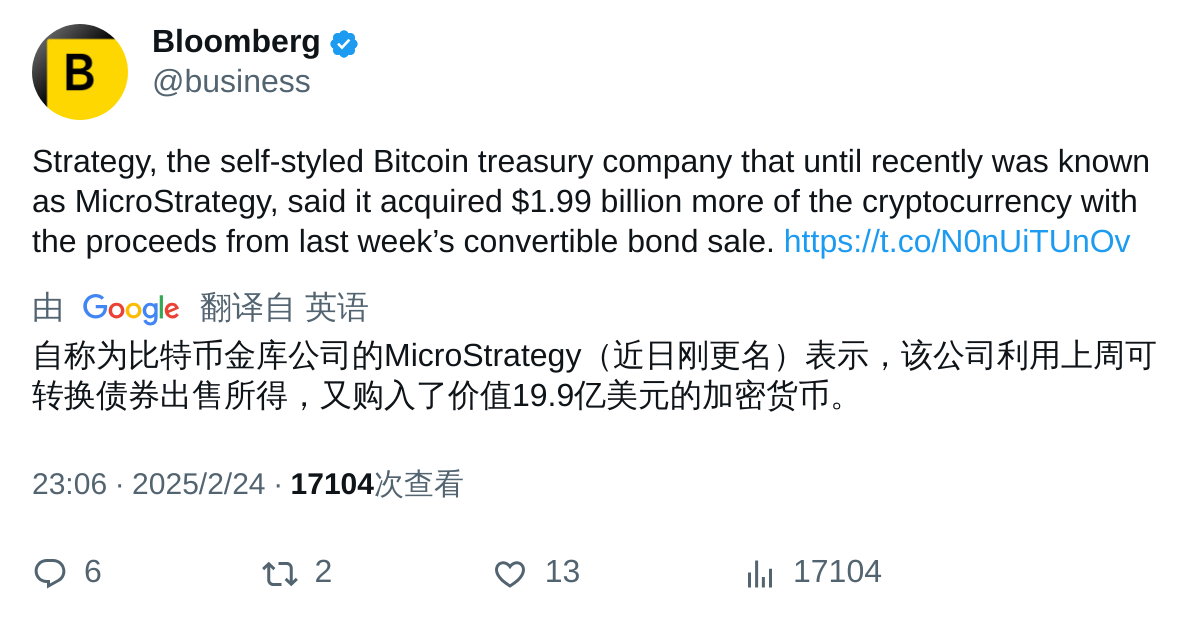 B
Bloomberg
@business
Strategy, the self-styled Bitcoin treasury company that until recently was known
as MicroStrategy, said it acquired $1.99 billion more of the cryptocurrency with
the proceeds from last week’s convertible bond sale. https://t.co/N0nUiTUnOv
由 Google 翻译自 英语
自称为比特币金库公司的MicroStrategy（近日刚更名）表示，该公司利用上周可
转换债券出售所得，又购入了价值19.9亿美元的加密货币。
23:06 · 2025/2/24 · 17104次查看
6 2 13 17104